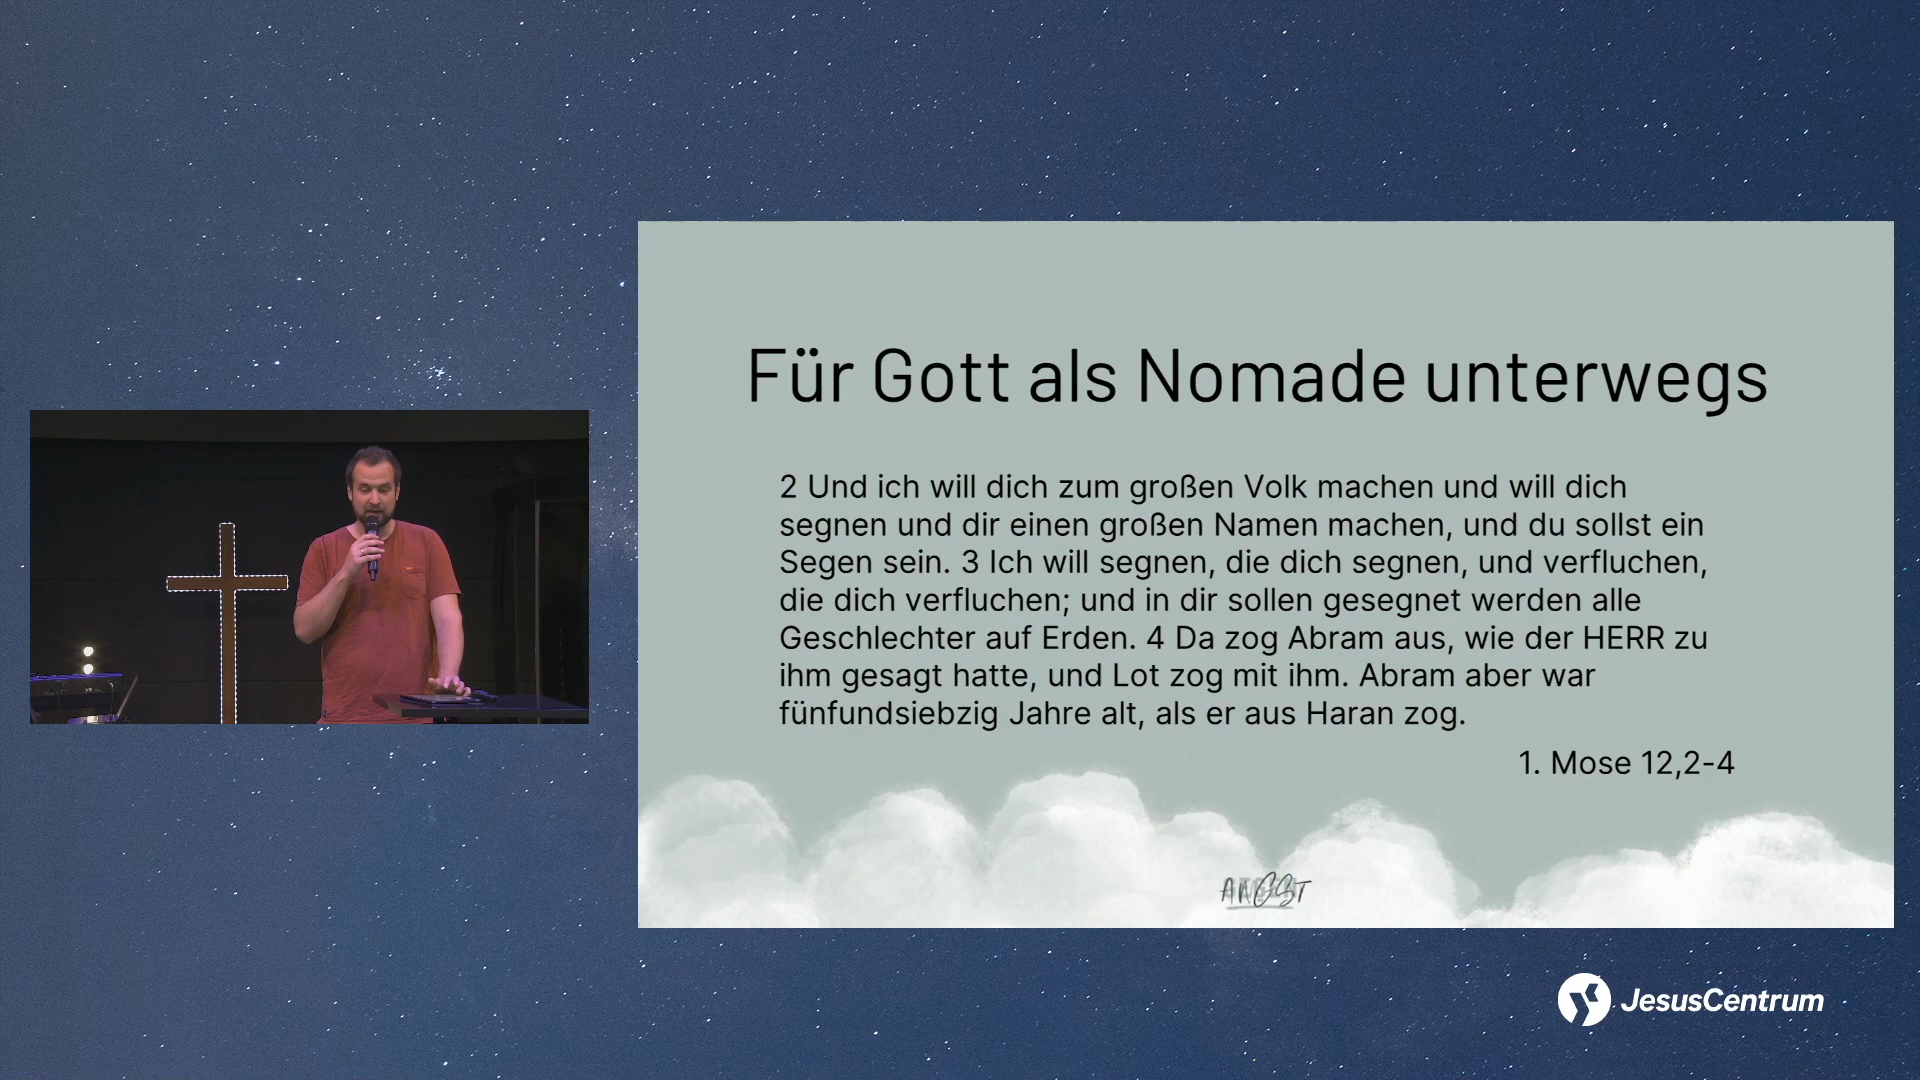 Für Gott als Nomade unterwegs
2 Und ich will dich zum großen Volk machen und will dich
segnen und dir einen großen Namen machen, und du sollst ein
Segen sein. 3 Ich will segnen, die dich segnen, und verfluchen,
die dich verfluchen; und in dir sollen gesegnet werden alle
Geschlechter auf Erden. 4 Da zog Abram aus, wie der HERR zu
ihm gesagt hatte, und Lot zog mit ihm. Abram aber war
fünfundsiebzig Jahre alt, als er aus Haran zog.
1. Mose 12,2-4
ANGST
JesusCentrum